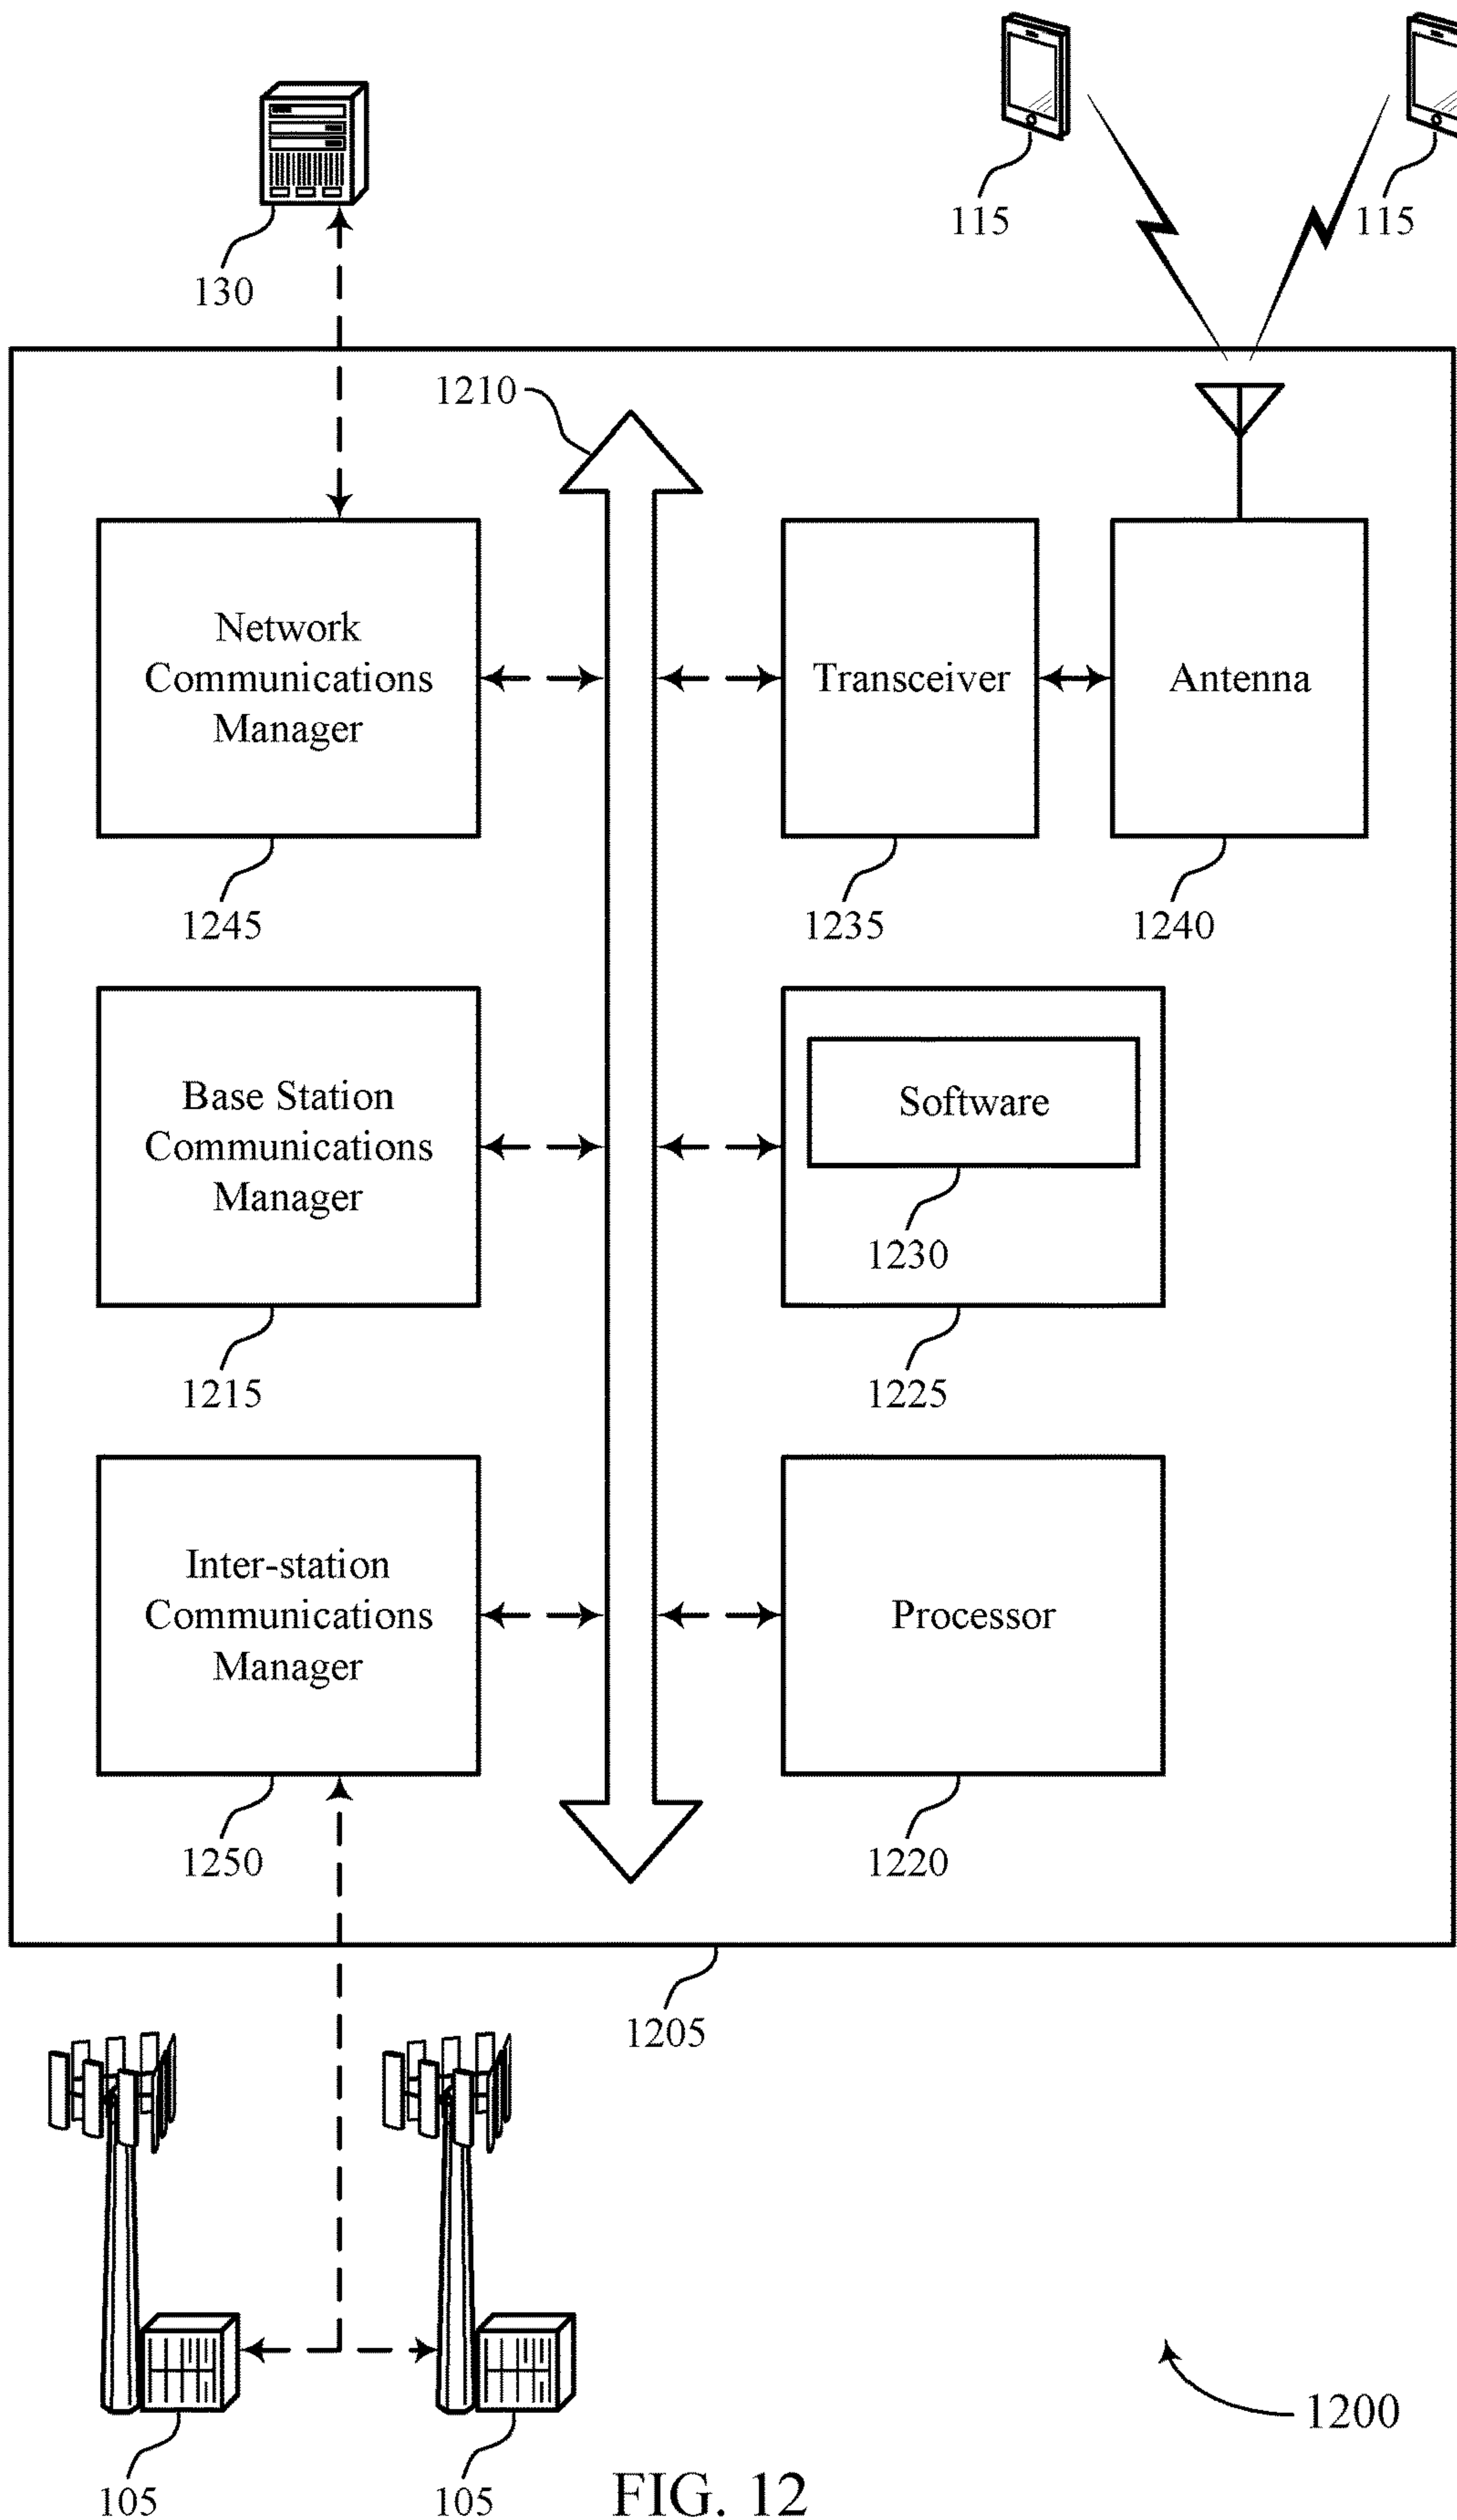 115
115
130
1210
Network
Communications
Manager
Transceiver
Antenna
1245
1235
1240
Base Station
Communications
Manager
Software
1230
1215
1225
Inter-station
Communications
Manager
Processor
1250
1220
1205
1200
105
105
FIG. 12